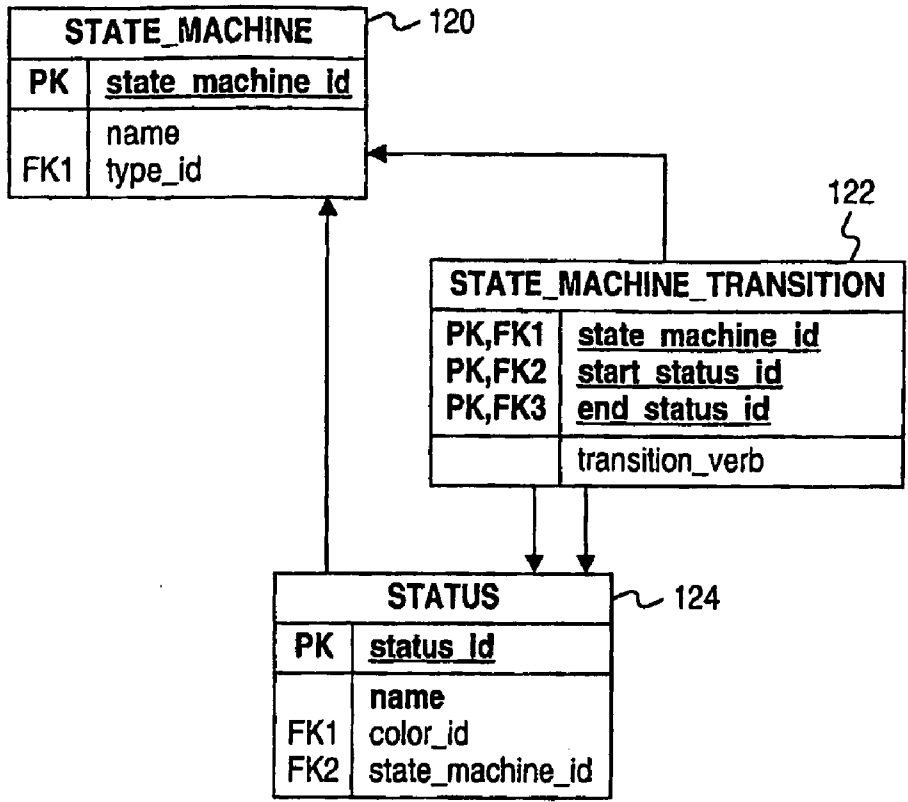 STATE_MACHINE
120
PK state_machine_id
name
FK1 type_id
122
STATE_MACHINE_TRANSITION
PK,FK1 state_machine_id
PK,FK2 start_status_id
PK,FK3 end_status_id
transition_verb
STATUS
124
PK status_id
name
FK1 color_id
FK2 state_machine_id